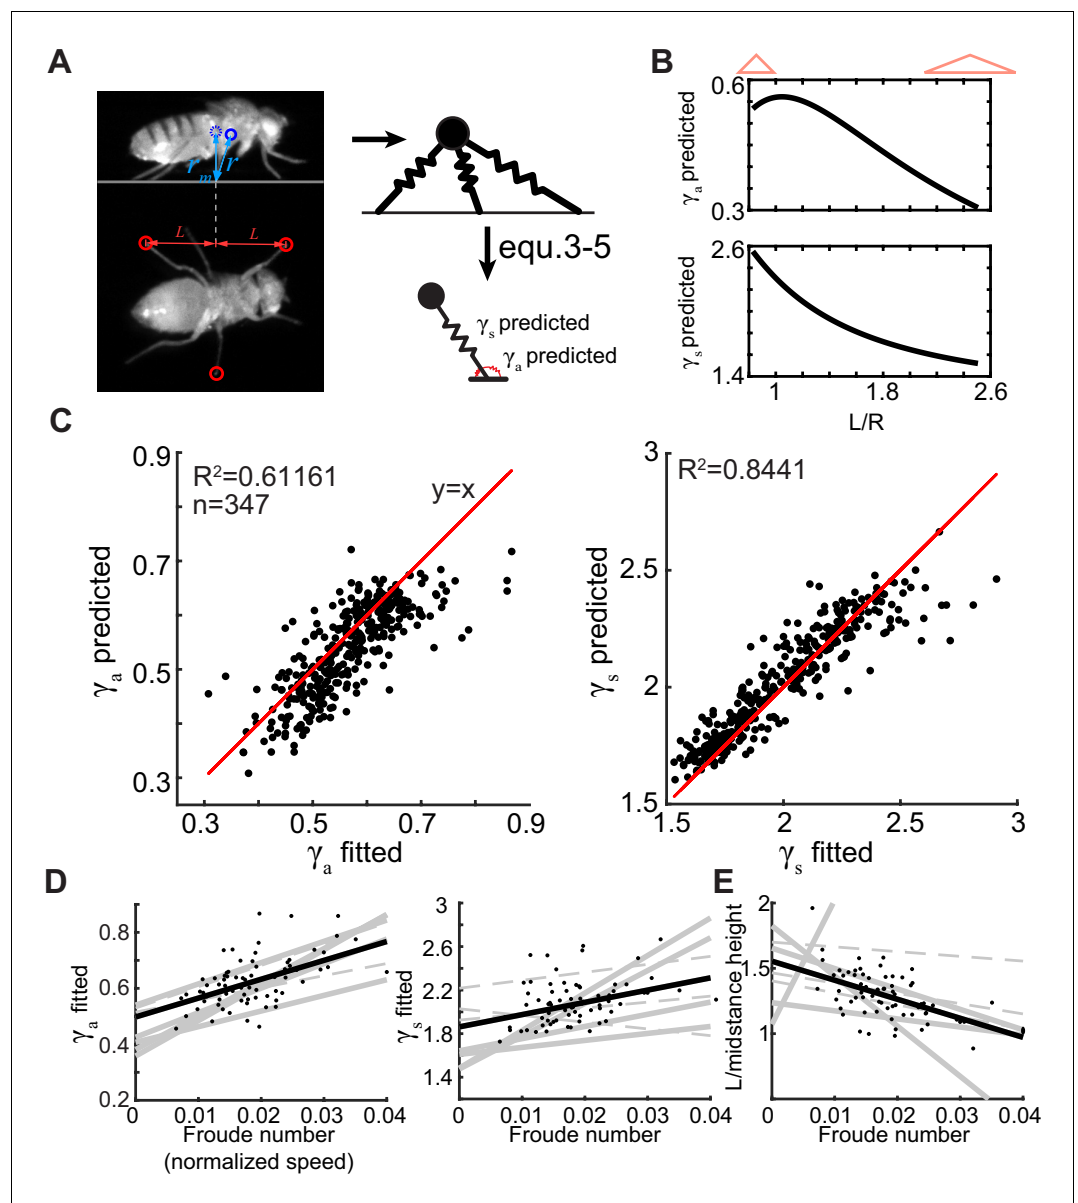 A
r
m
r
L
L
equ.3-5
γs predicted
γa predicted
B
0.6
0.3
γa predicted
2.6
1.4
γs predicted
1
1.8
2.6
L/R
C
0.9
0.7
0.5
0.3
γa predicted
R²=0.61161
n=347
y=x
0.3
0.5
0.7
0.9
γa fitted
3
2.5
2
1.5
γs predicted
R²=0.8441
1.5
2
2.5
3
γs fitted
D
0.8
0.6
0.4
0.2
γa fitted
0
0.01
0.02
0.03
0.04
Froude number
(normalized speed)
3
2.6
2.2
1.8
1.4
γs fitted
0
0.01
0.02
0.03
0.04
Froude number
E
2
1.5
1
L/midstance height
0
0.01
0.02
0.03
0.04
Froude number